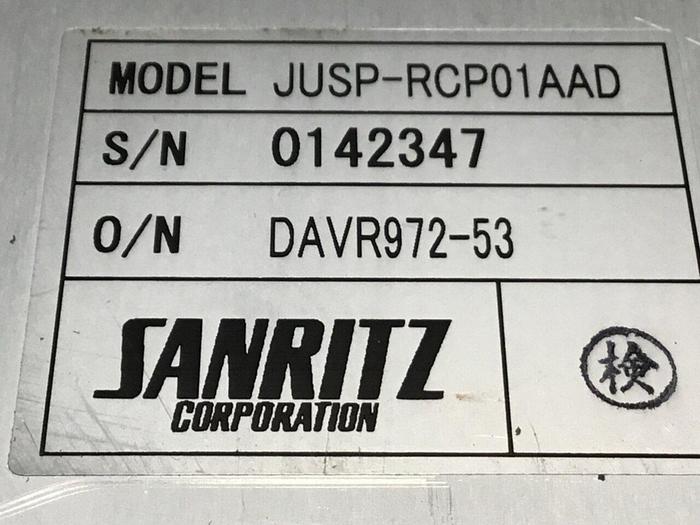 MODEL JUSP-RCP01AAD
S/N 0142347
O/N DAVR972-53
SANRITZ
CORPORATION
検